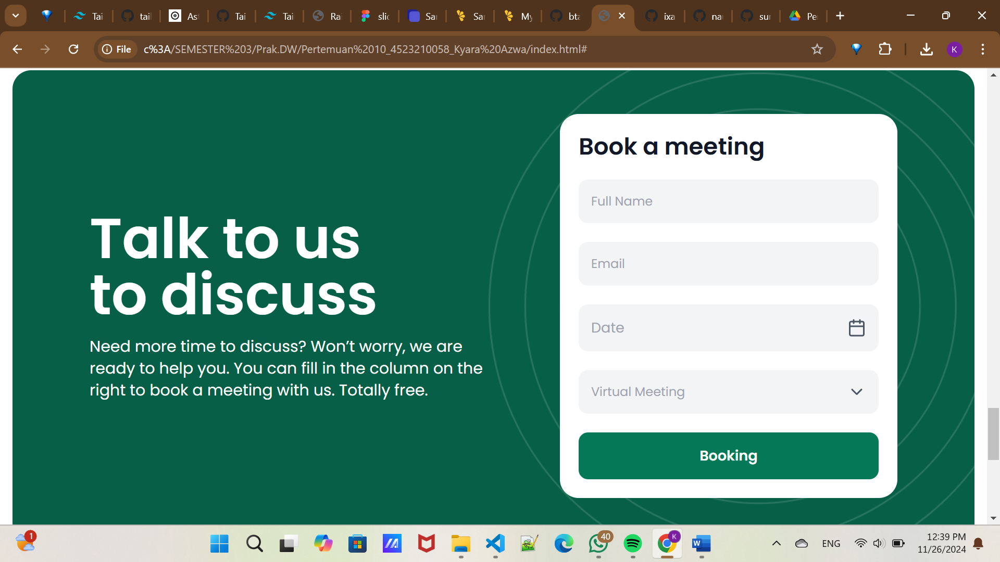 Tai
tail
Ast
Tai
Tai
Ra
slic
Sa
Sa
My
bta
ixa
na
su
Pe
File
c%3A/SEMESTER%203/Prak.DW/Pertemuan%2010_4523210058_Kyara%20Azwa/index.html#
K
Talk to us
to discuss
Need more time to discuss? Won’t worry, we are
ready to help you. You can fill in the column on the
right to book a meeting with us. Totally free.
Book a meeting
Full Name
Email
Date
Virtual Meeting
Booking
1
40
K
W
ENG
12:39 PM
11/26/2024